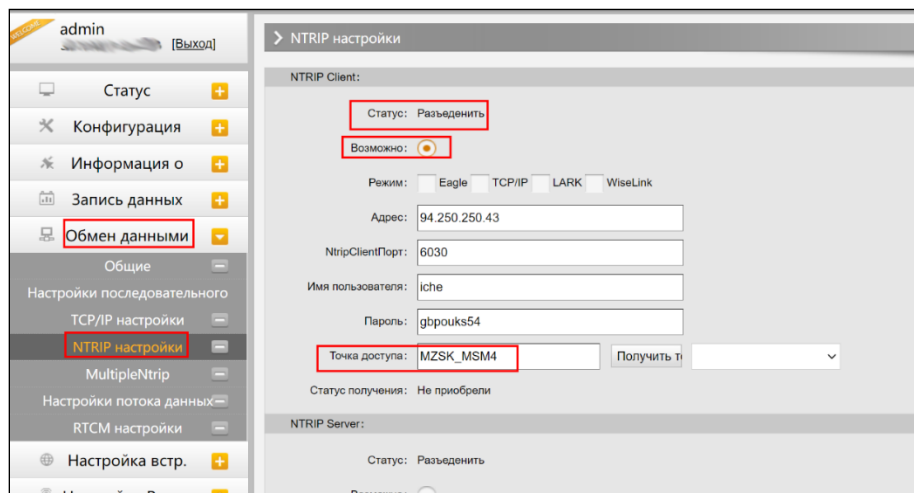 WELCOME
admin
[Выход]
Статус
Конфигурация
Информация о
Запись данных
Обмен данными
Общие
Настройки последовательного
TCP/IP настройки
NTRIP настройки
MultipleNtrip
Настройки потока данных
RTCM настройки
Настройка встр.
NTRIP настройки
NTRIP Client:
Статус: Разъеденить
Возможно:
Режим: Eagle TCP/IP LARK WiseLink
Адрес: 94.250.250.43
NtripClientПорт: 6030
Имя пользователя: iche
Пароль: gbpouks54
Точка доступа: MZSK_MSM4 Получить т
Статус получения: Не приобрели
NTRIP Server:
Статус: Разъеденить